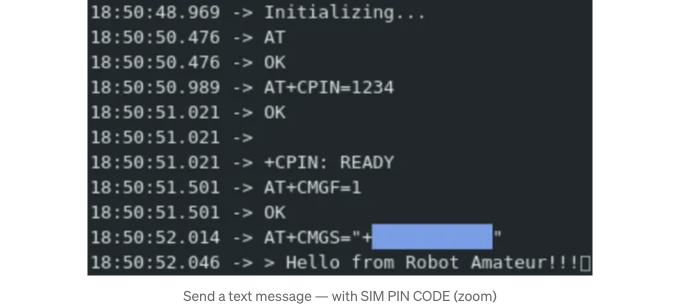 18:50:48.969 -> Initializing...
18:50:50.476 -> AT
18:50:50.476 -> OK
18:50:50.989 -> AT+CPIN=1234
18:50:51.021 -> OK
18:50:51.021 ->
18:50:51.021 -> +CPIN: READY
18:50:51.501 -> AT+CMGF=1
18:50:51.501 -> OK
18:50:52.014 -> AT+CMGS="+"
18:50:52.046 -> > Hello from Robot Amateur!!!
Send a text message — with SIM PIN CODE (zoom)